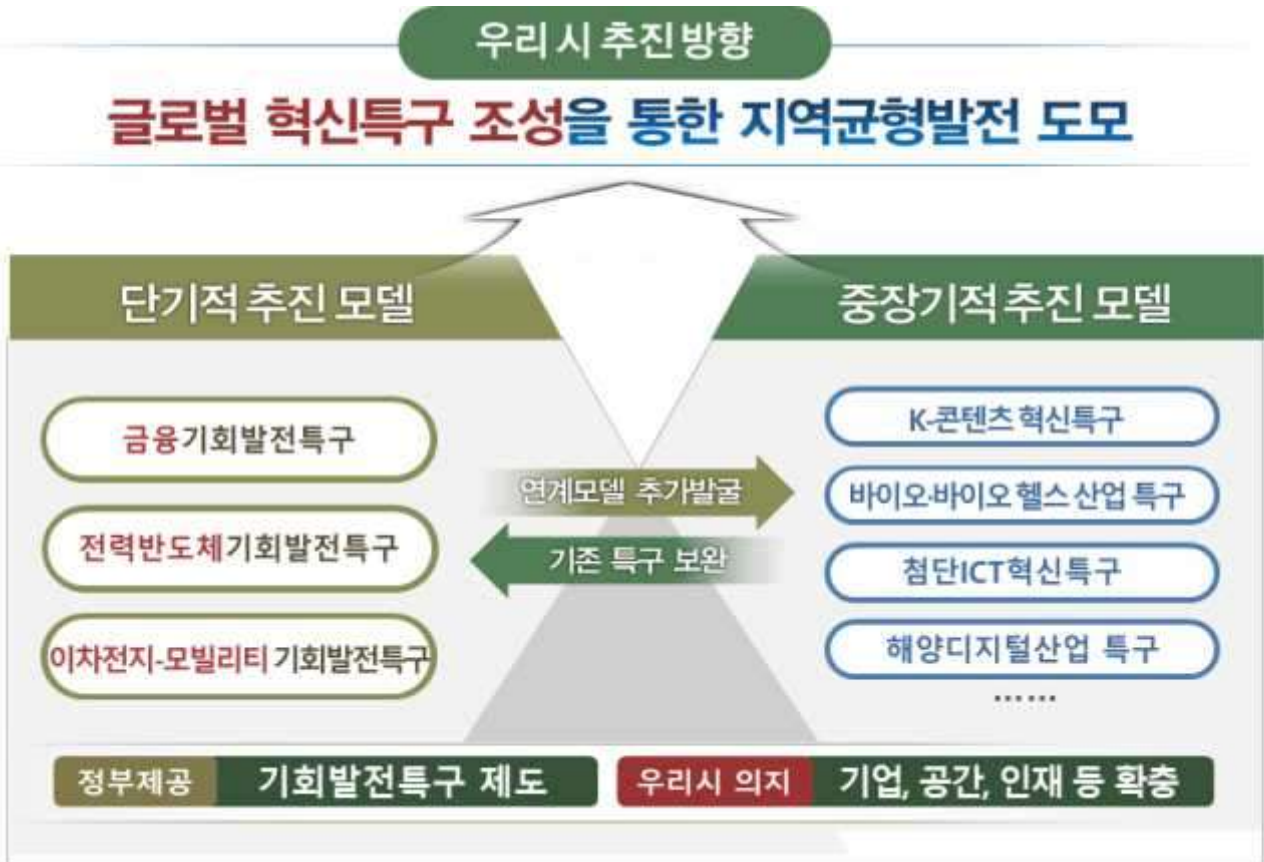 우리 시 추진 방향
글로벌 혁신특구 조성을 통한 지역균형발전 도모
단기적 추진 모델
금융기회발전특구
전력반도체기회발전특구
이차전지-모빌리티 기회발전특구
연계모델 추가발굴
기존 특구 보완
중장기적 추진 모델
K-콘텐츠 혁신특구
바이오·바이오 헬스 산업 특구
첨단ICT혁신특구
해양디지털산업 특구
……
정부제공 기회발전특구 제도
우리시 의지 기업, 공간, 인재 등 확충